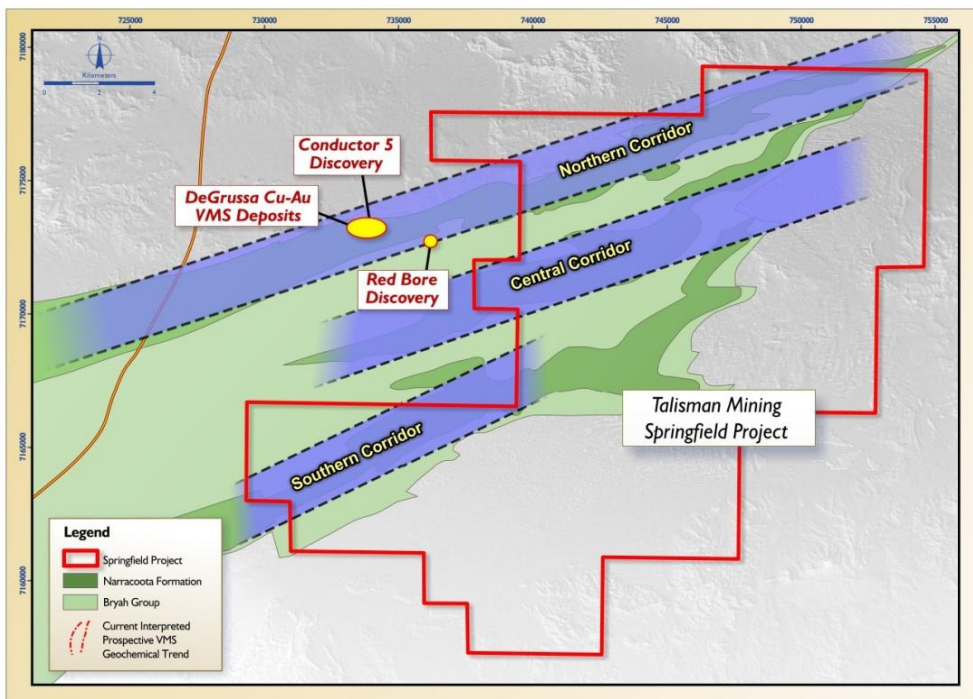 725000
730000
735000
740000
745000
750000
755000
7180000
7175000
7170000
7165000
7160000
N
Kilometers
0 2 4
Conductor 5
Discovery
DeGrussa Cu-Au
VMS Deposits
Red Bore
Discovery
Northern Corridor
Central Corridor
Southern Corridor
Talisman Mining
Springfield Project
Legend
Springfield Project
Narracoota Formation
Bryah Group
Current Interpreted
Prospective VMS
Geochemical Trend